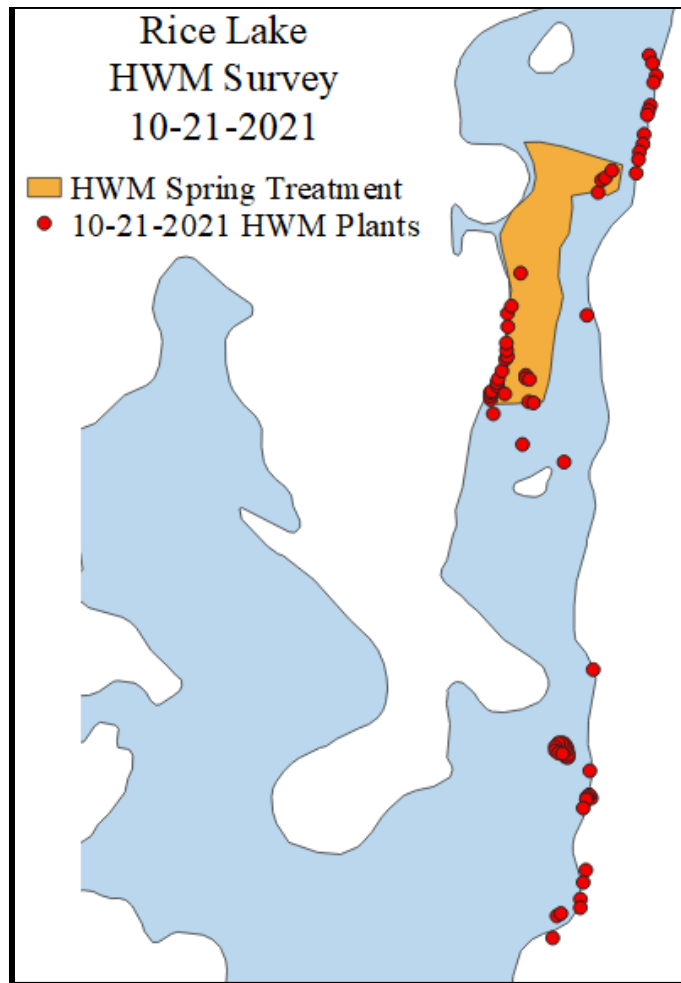 Rice Lake
HWM Survey
10-21-2021
HWM Spring Treatment
10-21-2021 HWM Plants